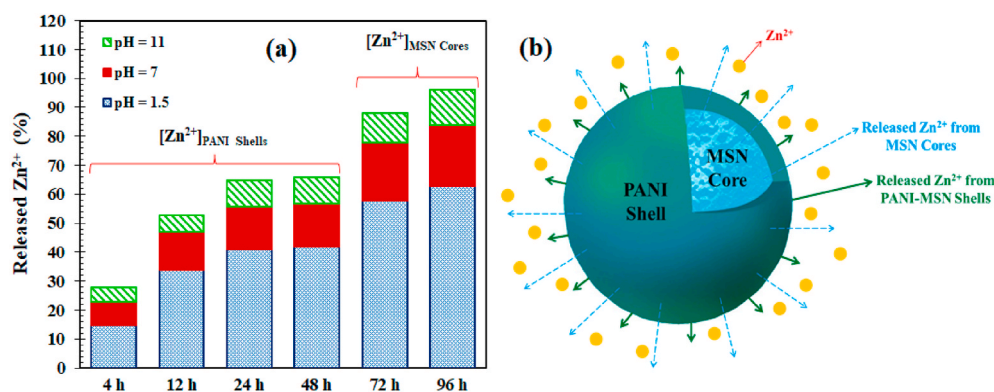 (a)
pH = 11
pH = 7
pH = 1.5
[Zn²⁺]PANI Shells
[Zn²⁺]MSN Cores
Released Zn²⁺ (%)
120
110
100
90
80
70
60
50
40
30
20
10
0
4 h
12 h
24 h
48 h
72 h
96 h
(b)
Zn²⁺
MSN
Core
PANI
Shell
Released Zn²⁺ from
MSN Cores
Released Zn²⁺ from
PANI-MSN Shells